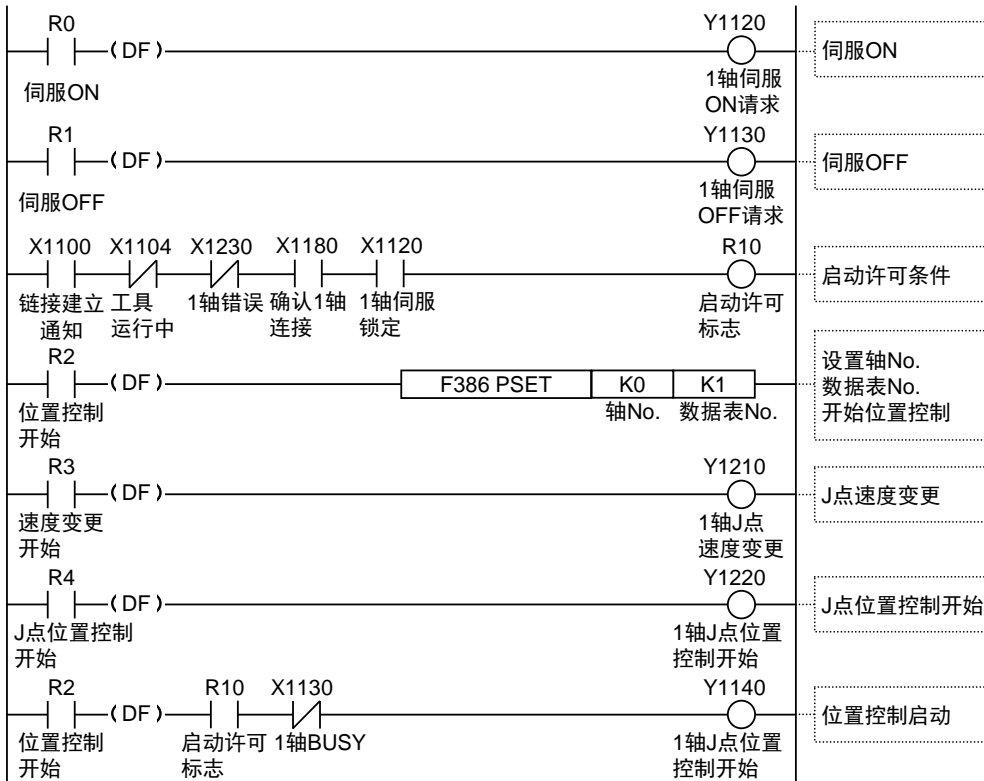 R0
Y1120
(DF)
伺服ON
伺服ON
1轴伺服
ON请求
R1
Y1130
(DF)
伺服OFF
伺服OFF
1轴伺服
OFF请求
X1100 X1104 X1230 X1180 X1120
R10
启动许可条件
链接建立
通知
工具
运行中
1轴错误
确认1轴
连接
1轴伺服
锁定
启动许可
标志
R2
(DF)
F386 PSET K0 K1
设置轴No.
数据表No.
开始位置控制
位置控制
开始
轴No. 数据表No.
R3
Y1210
(DF)
J点速度变更
速度变更
开始
1轴J点
速度变更
R4
Y1220
(DF)
J点位置控制开始
J点位置控制
开始
1轴J点位置
控制开始
R2
R10 X1130
Y1140
(DF)
位置控制启动
位置控制
开始
启动许可
标志
1轴BUSY
1轴J点位置
控制开始